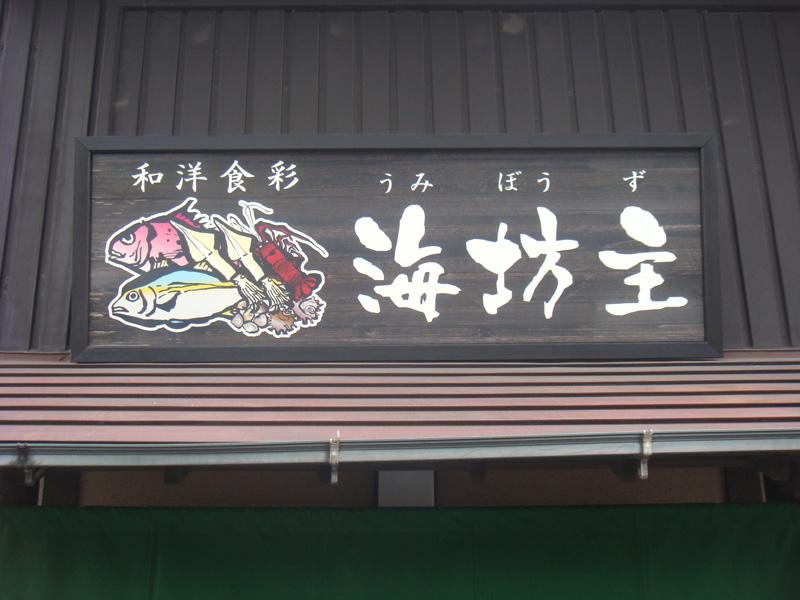 和洋食彩
うみ ぼう ず
海坊主